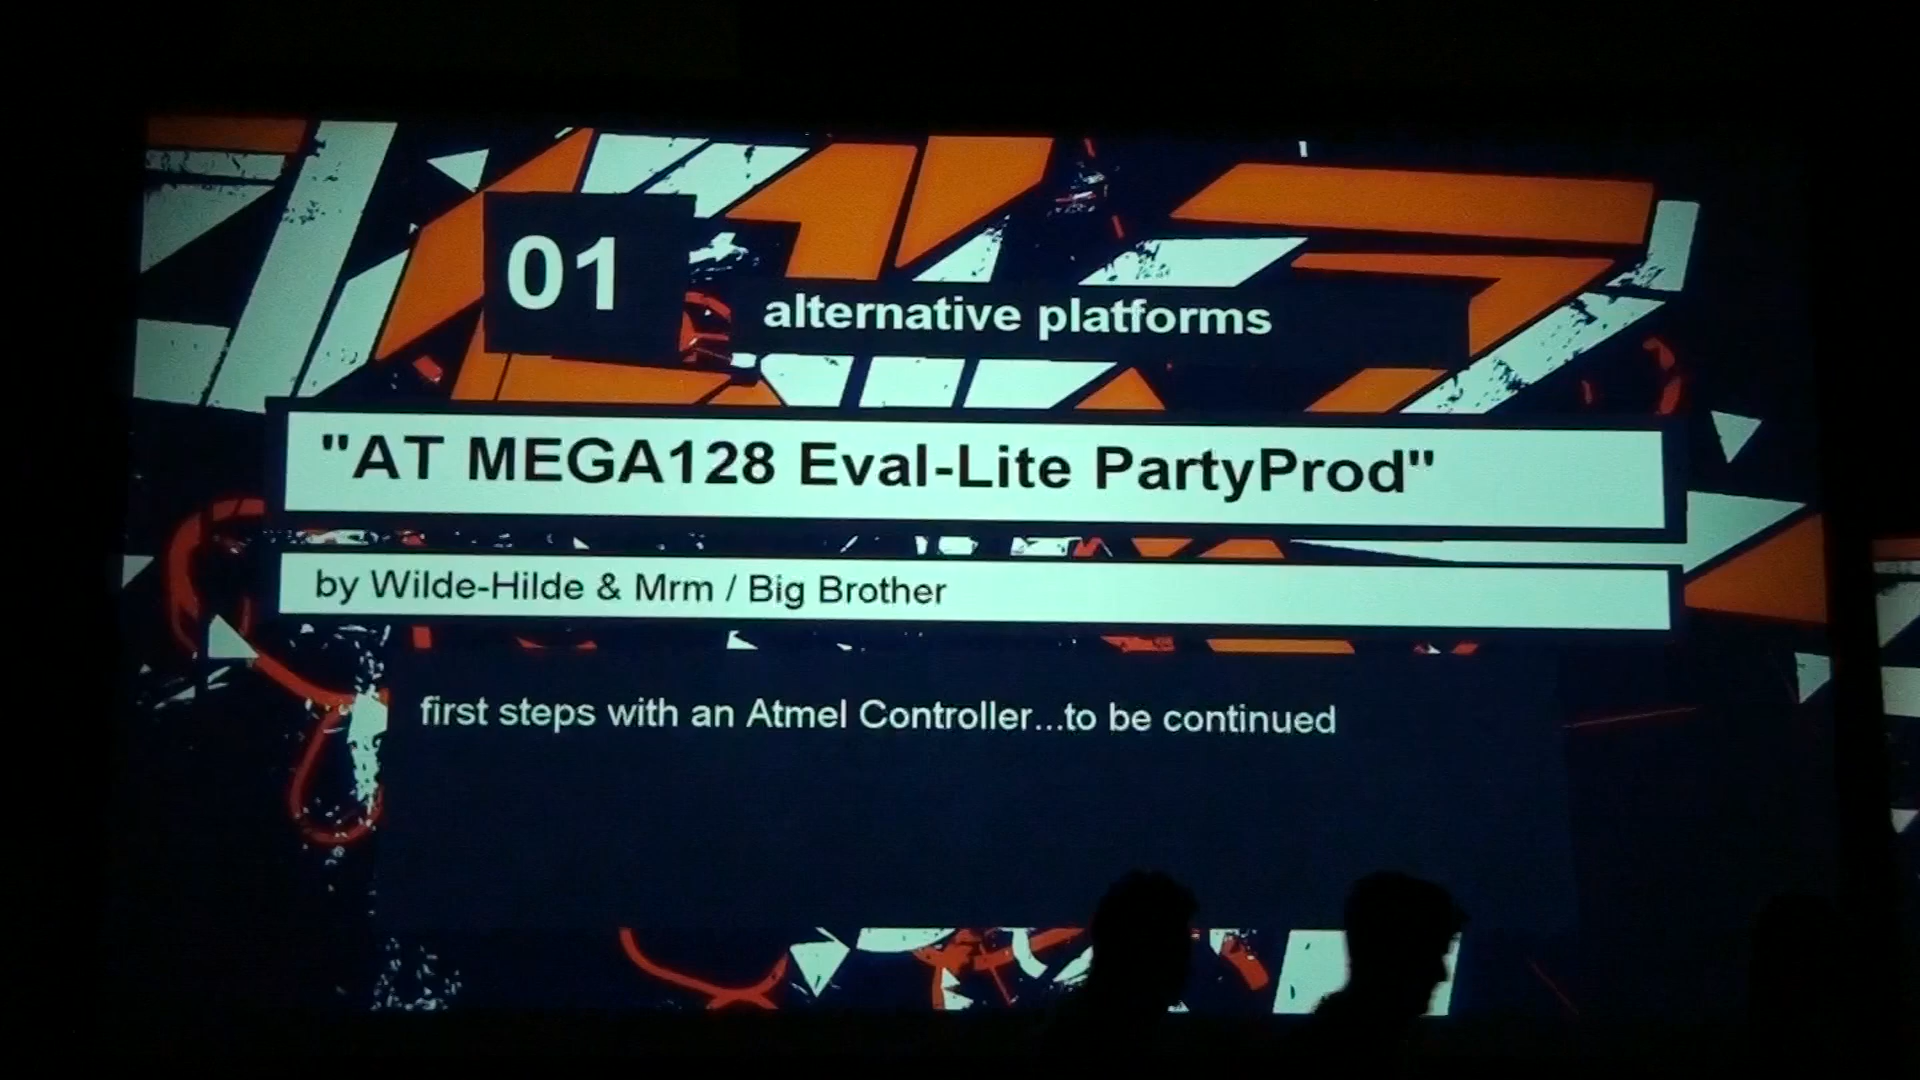 01
alternative platforms
"AT MEGA128 Eval-Lite PartyProd"
by Wilde-Hilde & Mrm / Big Brother
first steps with an Atmel Controller...to be continued